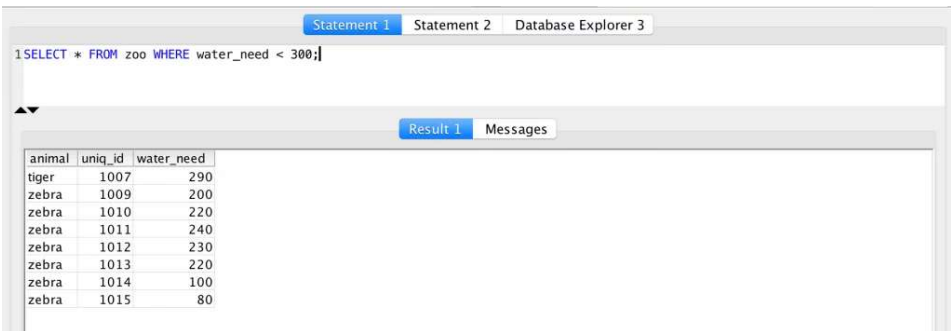 Statement 1 Statement 2 Database Explorer 3
1 SELECT * FROM zoo WHERE water_need < 300;
Result 1 Messages
animal uniq_id water_need
tiger 1007 290
zebra 1009 200
zebra 1010 220
zebra 1011 240
zebra 1012 230
zebra 1013 220
zebra 1014 100
zebra 1015 80